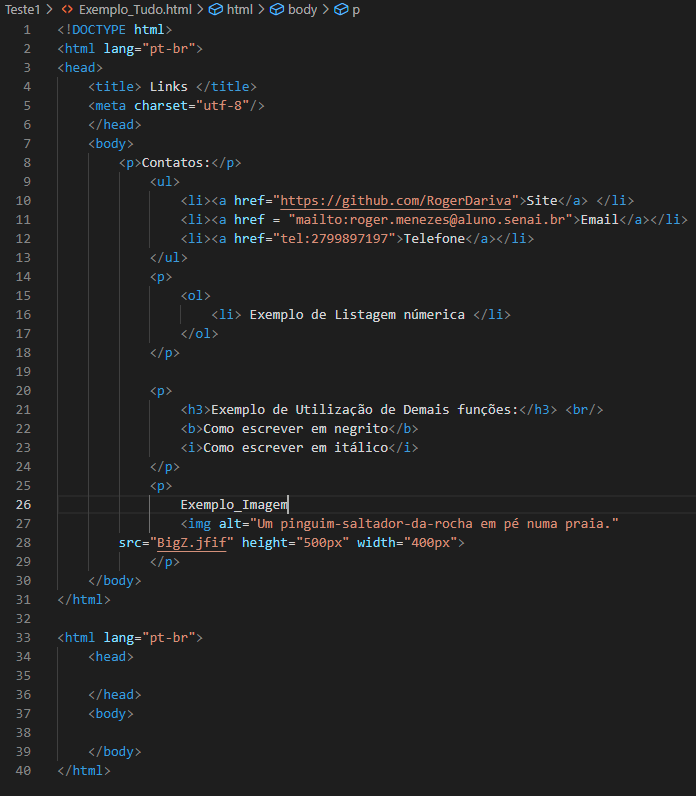 Teste1 > <> Exemplo_Tudo.html > html > body > p
1 <!DOCTYPE html>
2 <html lang="pt-br">
3 <head>
4 <title> Links </title>
5 <meta charset="utf-8"/>
6 </head>
7 <body>
8 <p>Contatos:</p>
9 <ul>
10 <li><a href="https://github.com/RogerDariva">Site</a> </li>
11 <li><a href = "mailto:roger.menezes@aluno.senai.br">Email</a></li>
12 <li><a href="tel:2799897197">Telefone</a></li>
13 </ul>
14 <p>
15 <ol>
16 <li> Exemplo de Listagem númerica </li>
17 </ol>
18 </p>
19
20 <p>
21 <h3>Exemplo de Utilização de Demais funções:</h3> <br/>
22 <b>Como escrever em negrito</b>
23 <i>Como escrever em itálico</i>
24 </p>
25 <p>
26 Exemplo_Imagem
27 <img alt="Um pinguim-saltador-da-rocha em pé numa praia."
28 src="BigZ.jfif" height="500px" width="400px">
29 </p>
30 </body>
31 </html>
32
33 <html lang="pt-br">
34 <head>
35
36 </head>
37 <body>
38
39 </body>
40 </html>